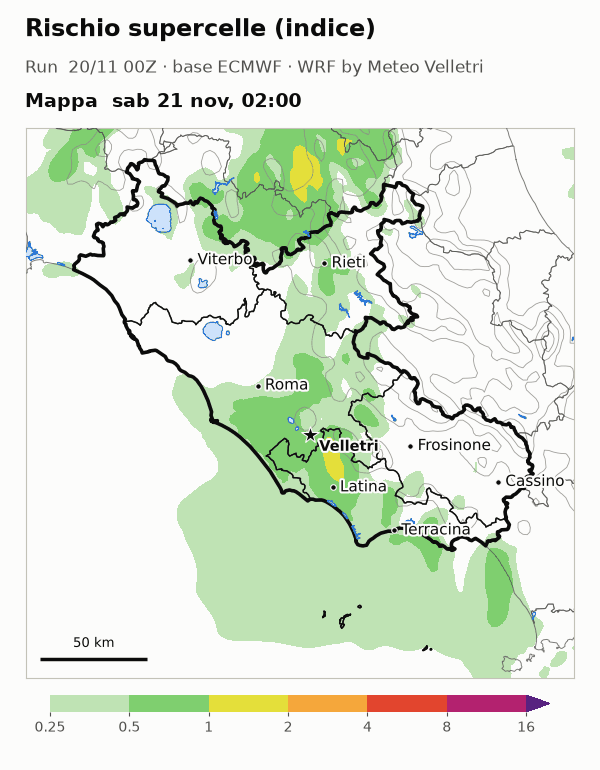 Rischio supercelle (indice)
Run  20/11 00Z · base ECMWF · WRF by Meteo Velletri
Mappa  sab 21 nov, 02:00
Viterbo
Rieti
Roma
Velletri
Frosinone
Latina
Cassino
Terracina
50 km
0.25 0.5 1 2 4 8 16